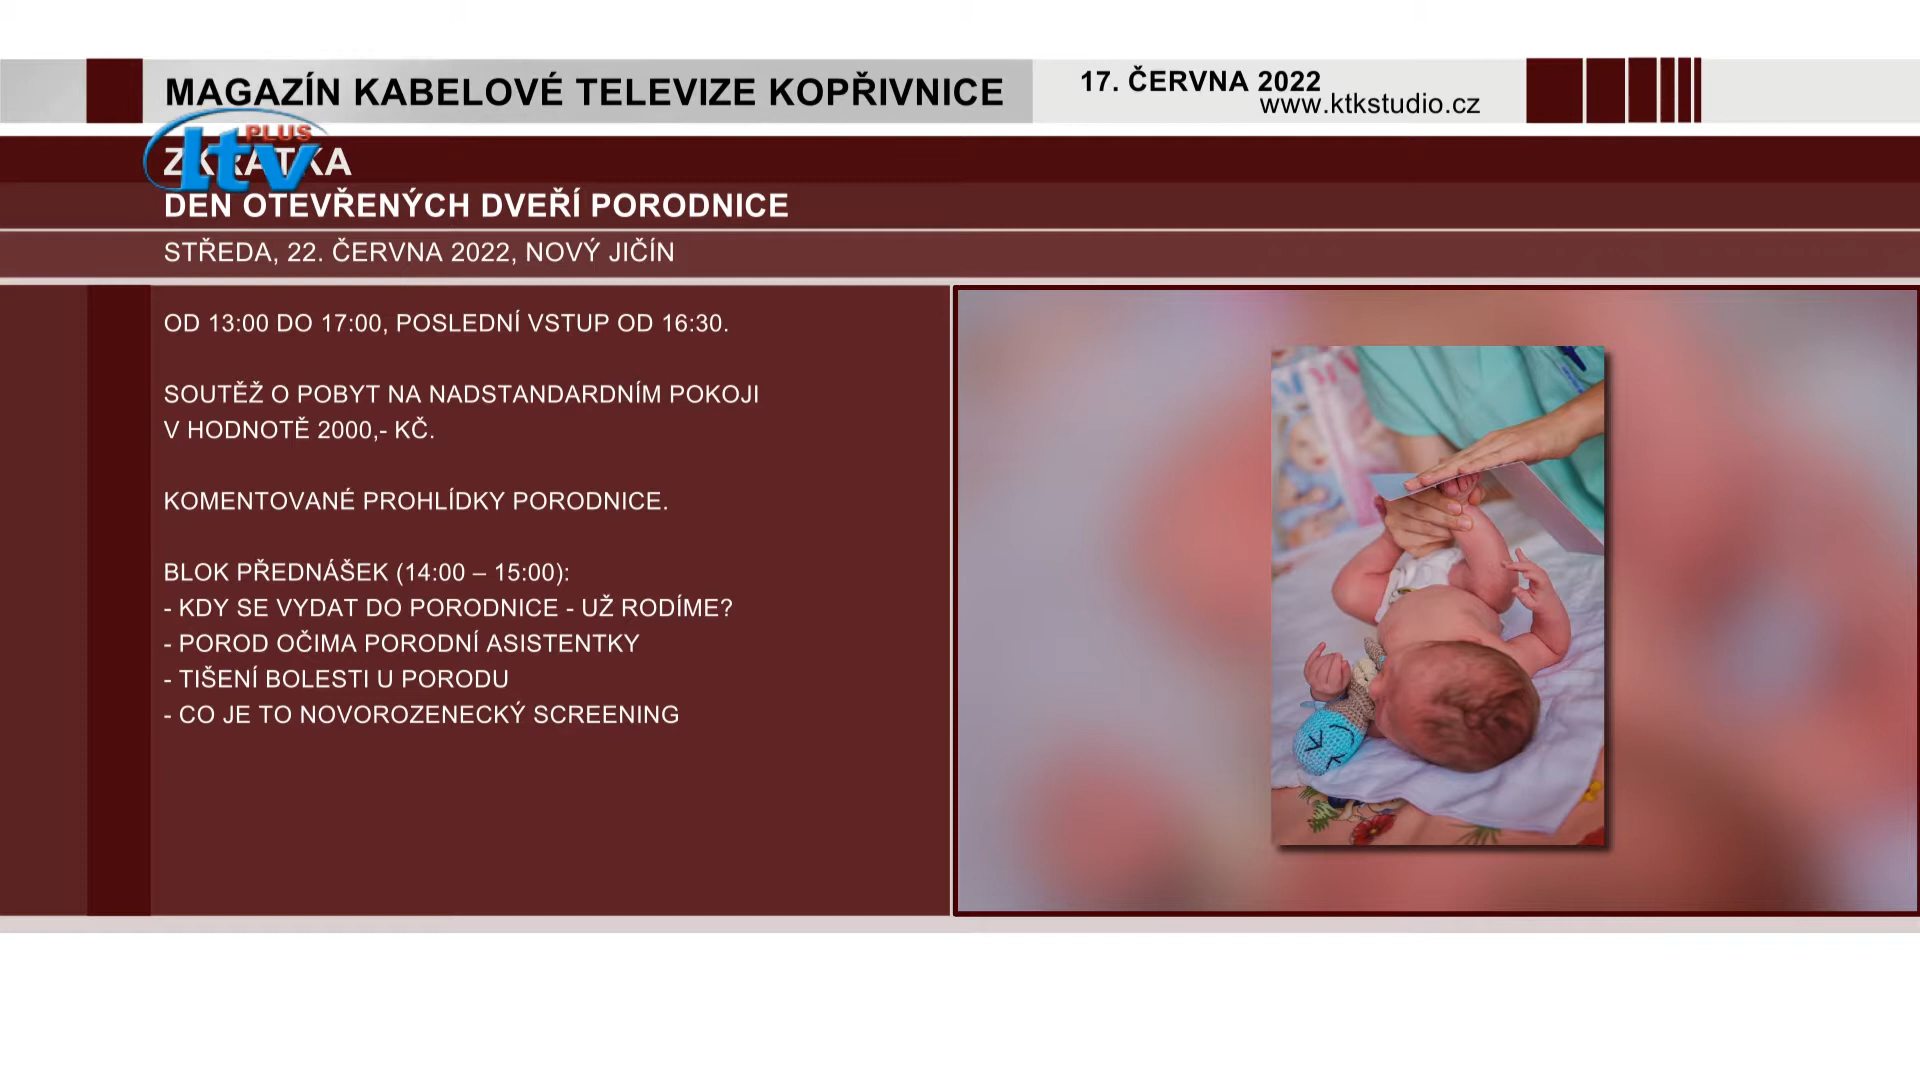 MAGAZÍN KABELOVÉ TELEVIZE KOPŘIVNICE
17. ČERVNA 2022
www.ktkstudio.cz
PLUS
ltv
ZKRÁTKA
DEN OTEVŘENÝCH DVEŘÍ PORODNICE
STŘEDA, 22. ČERVNA 2022, NOVÝ JIČÍN
OD 13:00 DO 17:00, POSLEDNÍ VSTUP OD 16:30.
SOUTĚŽ O POBYT NA NADSTANDARDNÍM POKOJI
V HODNOTĚ 2000,- KČ.
KOMENTOVANÉ PROHLÍDKY PORODNICE.
BLOK PŘEDNÁŠEK (14:00 – 15:00):
- KDY SE VYDAT DO PORODNICE - UŽ RODÍME?
- POROD OČIMA PORODNÍ ASISTENTKY
- TIŠENÍ BOLESTI U PORODU
- CO JE TO NOVOROZENECKÝ SCREENING